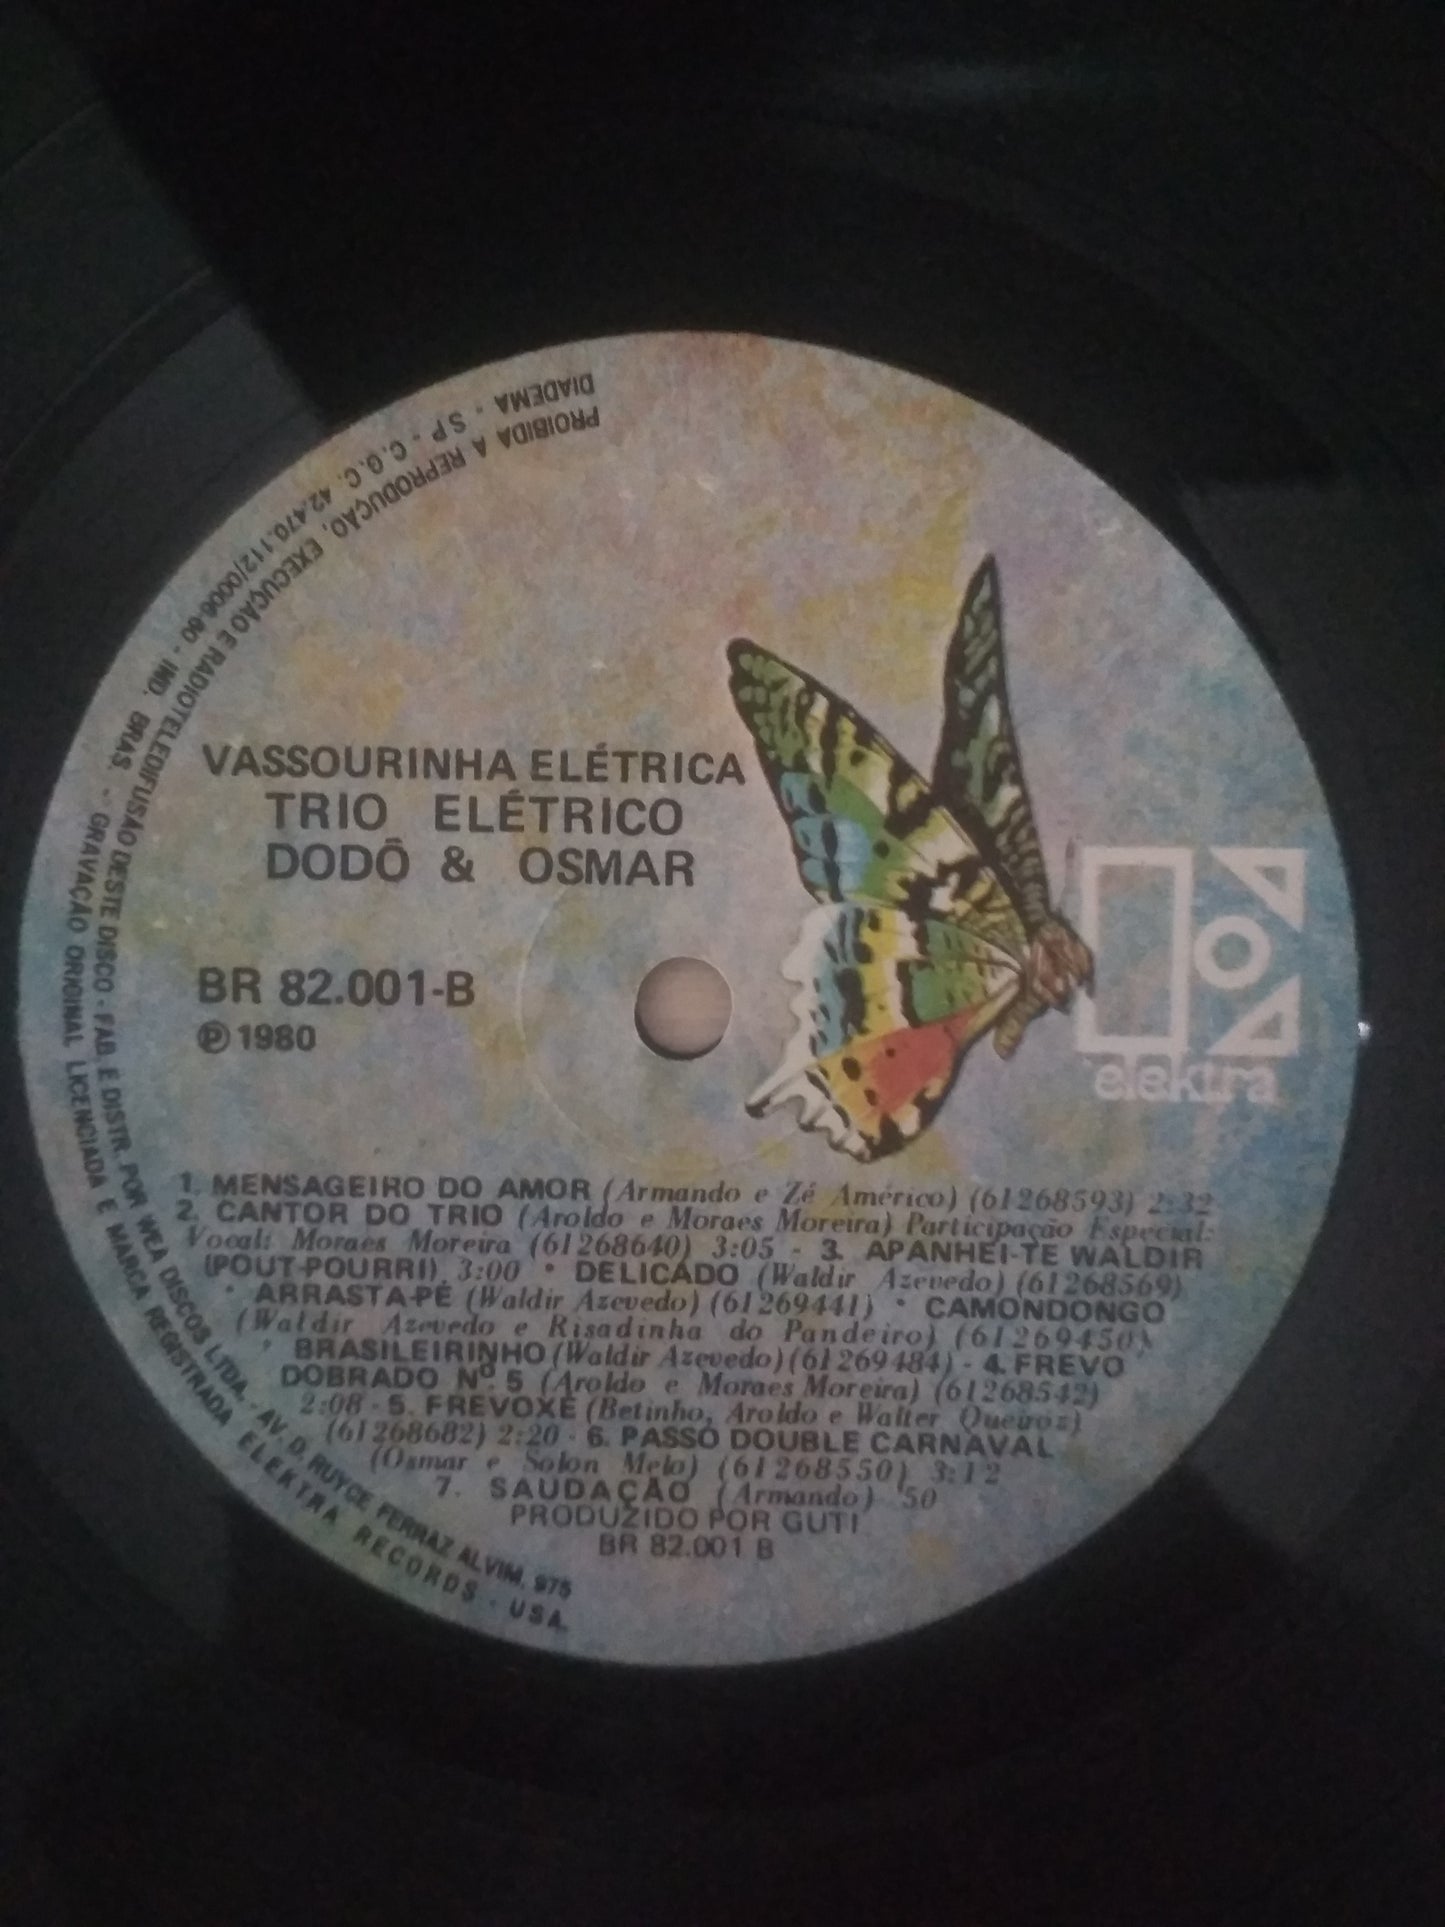 VASSOURINHA ELÉTRICA
TRIO ELÉTRICO
DODÔ & OSMAR
BR 82.001-B
℗ 1980
elektra
1. MENSAGEIRO DO AMOR (Armando e Zé Américo) (61268593) 2:32
2. CANTOR DO TRIO (Aroldo e Moraes Moreira) Participação Especial:
Vocal: Moraes Moreira (61268640) 3:05 - 3. APANHEI-TE WALDIR
(POUT-POURRI) 3:00 • DELICADO (Waldir Azevedo) (61268569)
• ARRASTA-PÉ (Waldir Azevedo) (61269441) • CAMONDONGO
(Waldir Azevedo e Risadinha do Pandeiro) (61269450)
• BRASILEIRINHO (Waldir Azevedo) (61269484) - 4. FREVO
DOBRADO Nº. 5 (Aroldo e Moraes Moreira) (61268542)
2:08 - 5. FREVOXÉ (Betinho, Aroldo e Walter Queiroz)
(61268682) 2:20 - 6. PASSO DOUBLE CARNAVAL
(Osmar e Solon Melo) (61268550) 3:12
7. SAUDAÇÃO (Armando) 50
PRODUZIDO POR GUTI
BR 82.001 B
PROIBIDA A REPRODUÇÃO, EXECUÇÃO E RADIOTELEDIFUSÃO DESTE DISCO - FAB. E DISTR. POR WEA DISCOS LTDA. - AV. D. RUYCE FERRAZ ALVIM, 975
DIADEMA - SP - C.G.C. 42.470.112/0006-80 - IND. BRAS. - GRAVAÇÃO ORIGINAL LICENCIADA E MARCA REGISTRADA ELEKTRA RECORDS - USA.